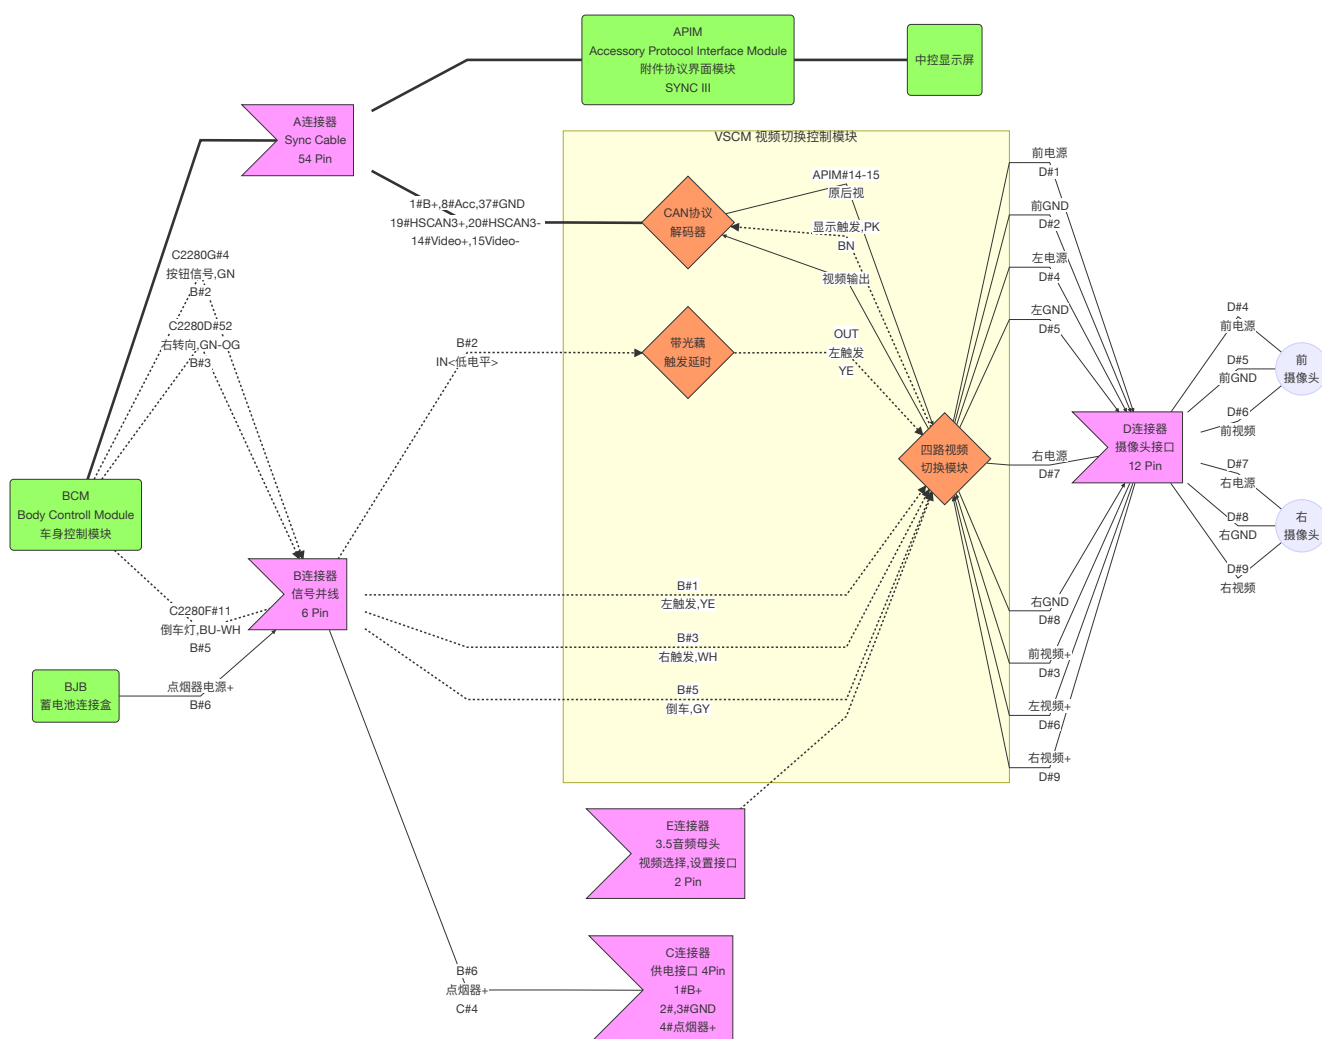 APIM
Accessory Protocol Interface Module
附件协议界面模块
SYNC III
中控显示屏
A连接器
Sync Cable
54 Pin
VSCM 视频切换控制模块
前电源
D#1
APIM#14-15
原后视
1#B+,8#Acc,37#GND
19#HSCAN3+,20#HSCAN3-
14#Video+,15Video-
CAN协议
解码器
前GND
D#2
显示触发,PK
BN
C2280G#4
按钮信号,GN
B#2
左电源
D#4
视频输出
左GND
D#5
C2280D#52
右转向,GN-OG
B#3
B#2
IN<低电平>
带光藕
触发延时
OUT
左触发
YE
D#4
前电源
D#5
前GND
D#6
前视频
前
摄像头
D连接器
摄像头接口
12 Pin
四路视频
切换模块
右电源
D#7
D#7
右电源
D#8
右GND
D#9
右视频
右
摄像头
BCM
Body Controll Module
车身控制模块
B连接器
信号并线
6 Pin
B#1
左触发,YE
右GND
D#8
C2280F#11
倒车灯,BU-WH
B#5
B#3
右触发,WH
前视频+
D#3
BJB
蓄电池连接盒
点烟器电源+
B#6
B#5
倒车,GY
左视频+
D#6
右视频+
D#9
E连接器
3.5音频母头
视频选择,设置接口
2 Pin
B#6
点烟器+
C#4
C连接器
供电接口 4Pin
1#B+
2#,3#GND
4#点烟器+